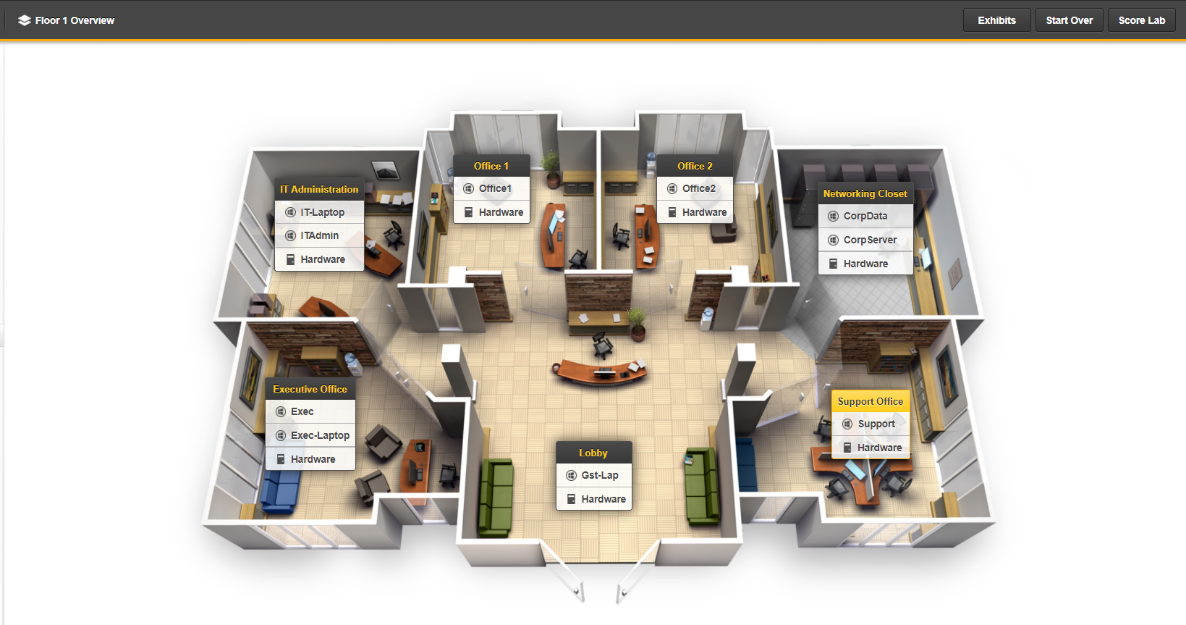 Floor 1 Overview
Exhibits
Start Over
Score Lab
Office 1
Office1
Hardware
Office 2
Office2
Hardware
IT Administration
IT-Laptop
ITAdmin
Hardware
Networking Closet
CorpData
CorpServer
Hardware
Executive Office
Exec
Exec-Laptop
Hardware
Support Office
Support
Hardware
Lobby
Gst-Lap
Hardware